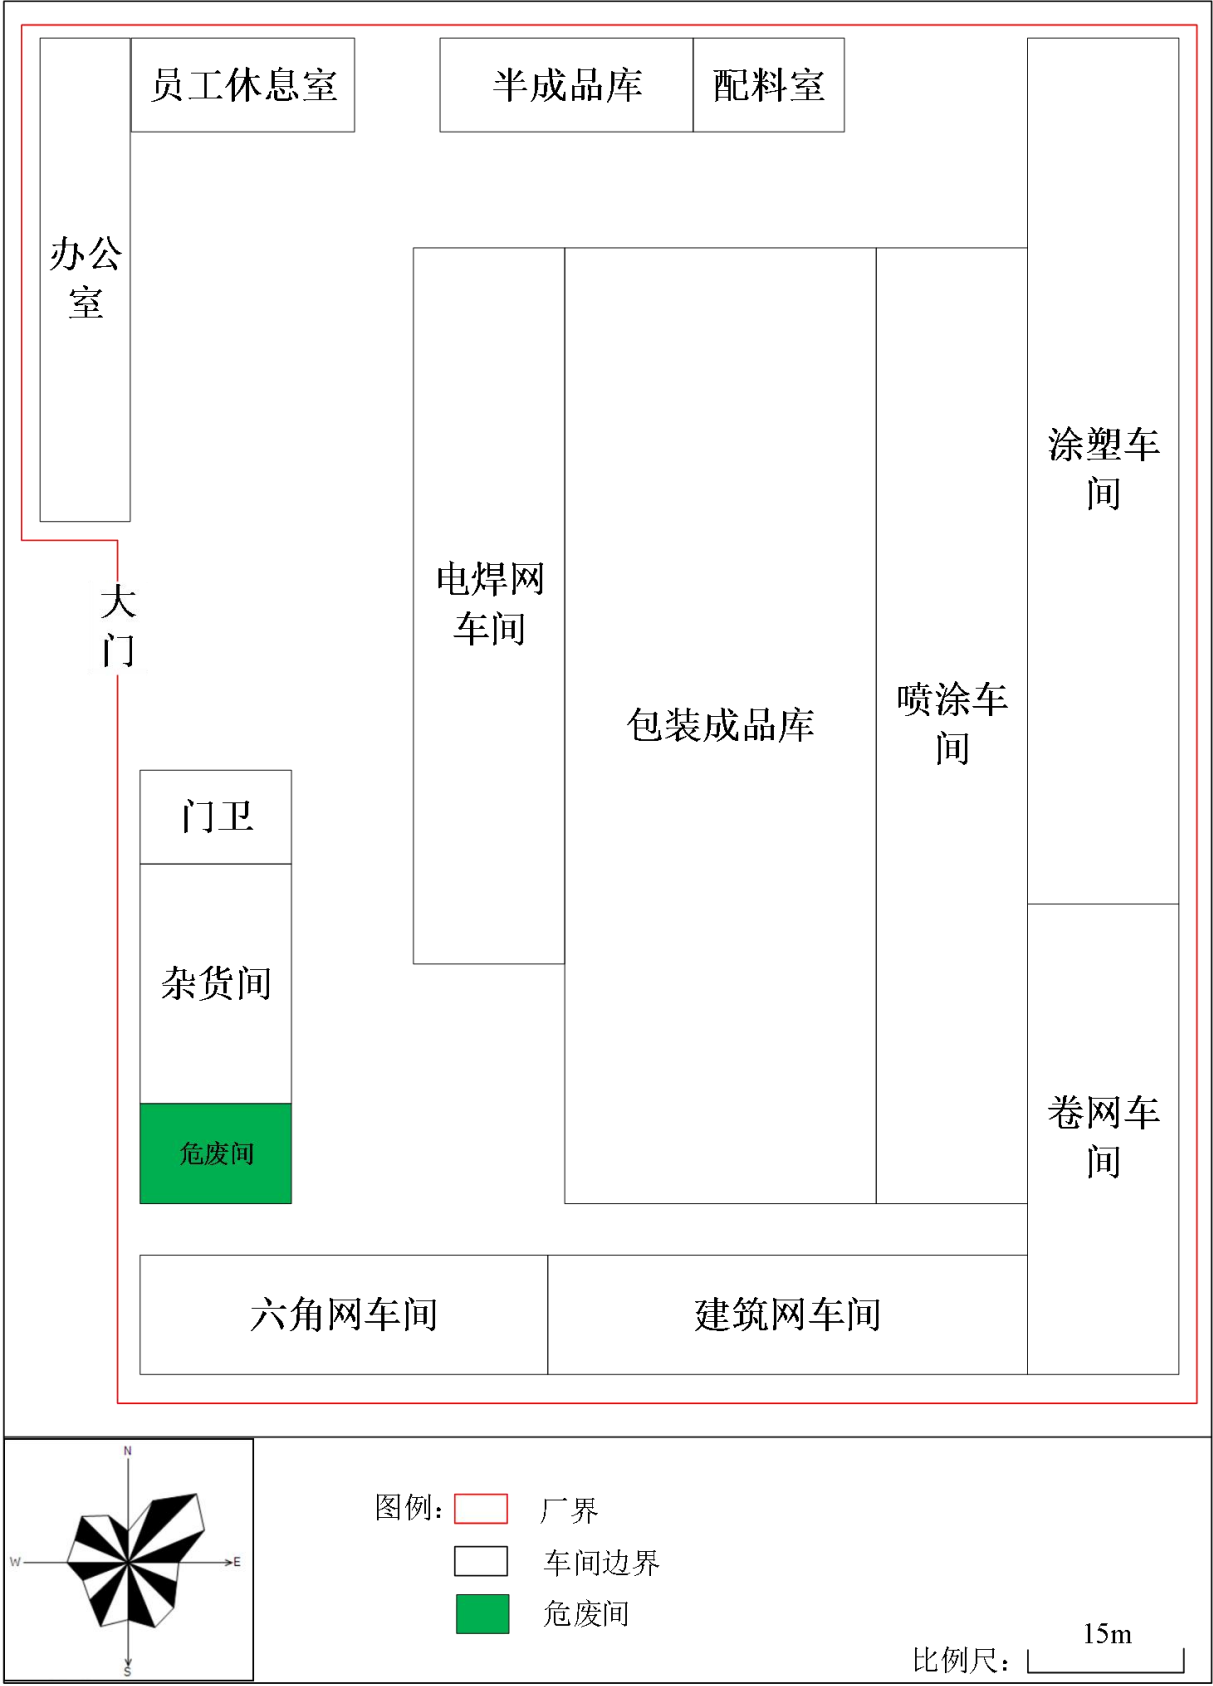 员工休息室
半成品库
配料室
办公
室
涂塑车
间
电焊网
车间
大
门
喷涂车
间
包装成品库
门卫
杂货间
卷网车
间
危废间
六角网车间
建筑网车间
N
W
E
S
图例：
厂界
车间边界
危废间
15m
比例尺：